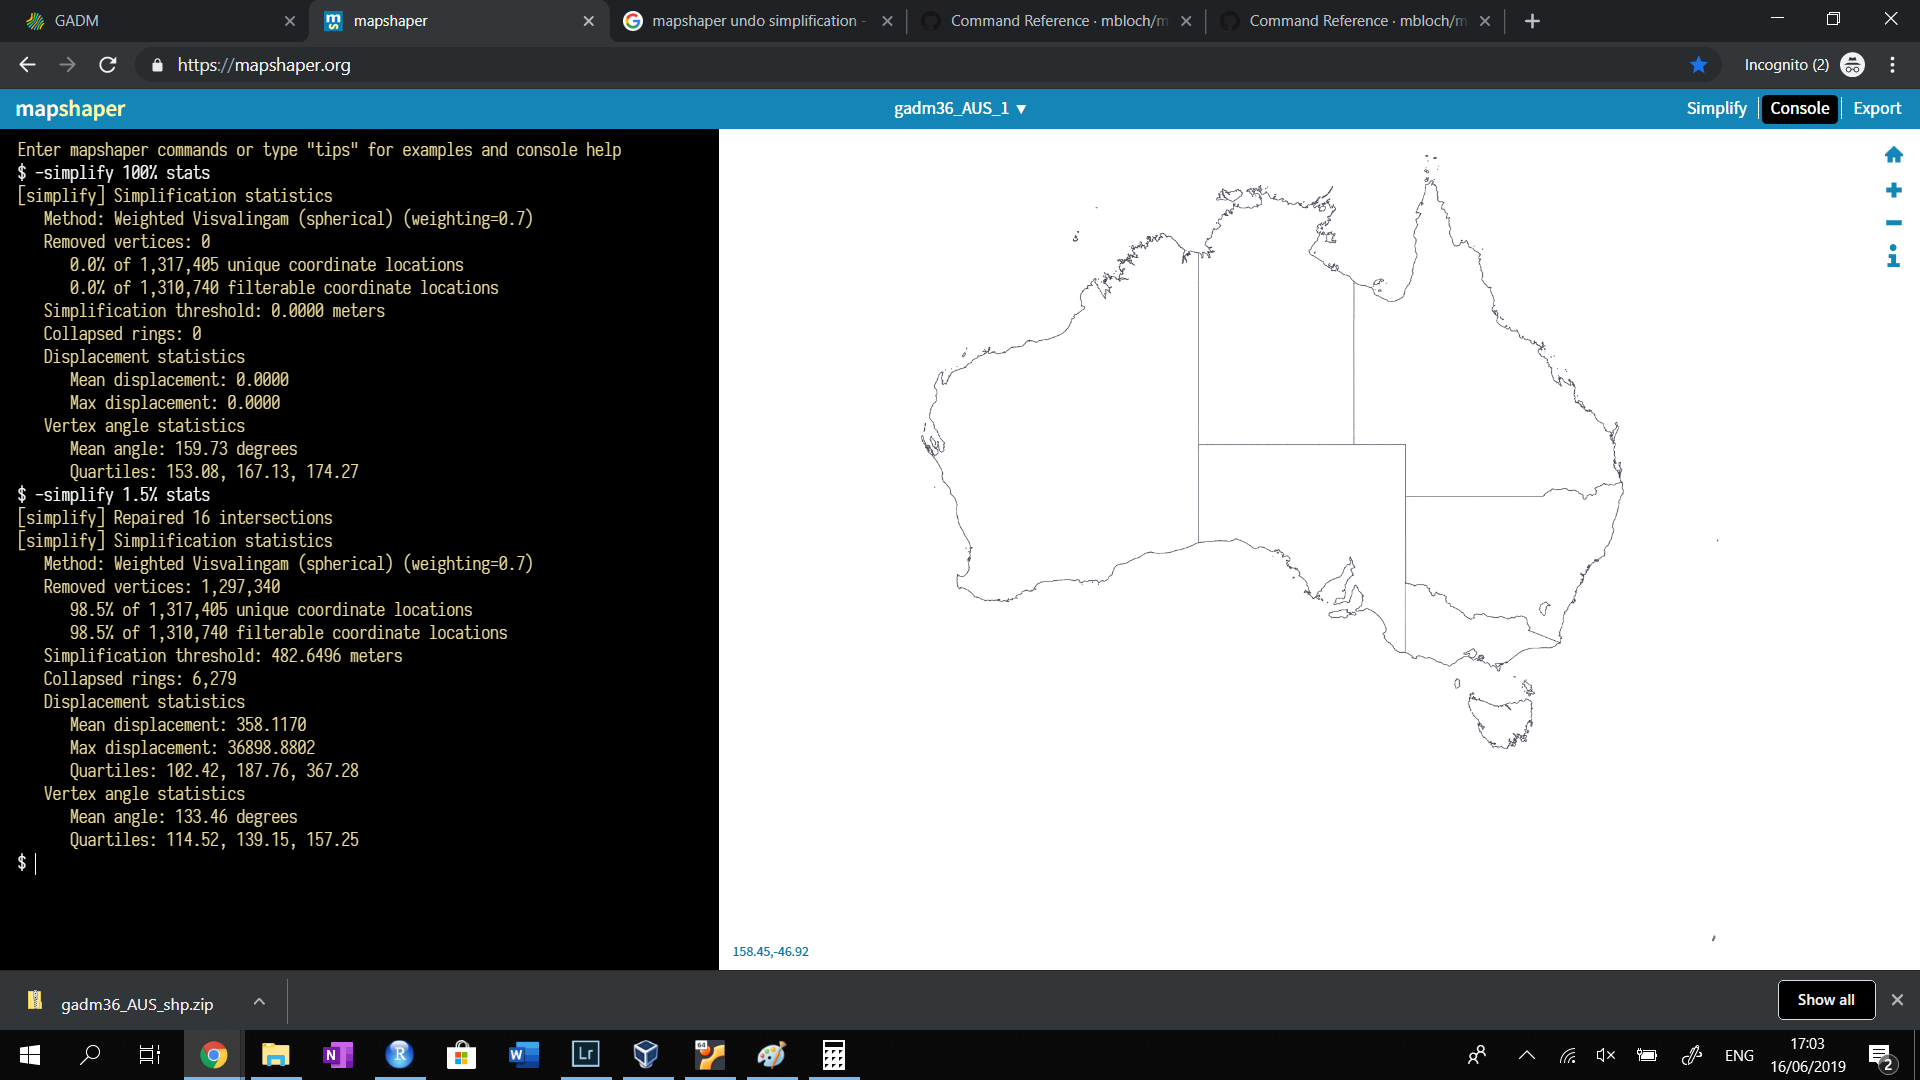 GADM
mapshaper
mapshaper undo simplification -
Command Reference · mbloch/m
Command Reference · mbloch/m
https://mapshaper.org
Incognito (2)
mapshaper
gadm36_AUS_1 ▼
Simplify
Console
Export
Enter mapshaper commands or type "tips" for examples and console help
$ -simplify 100% stats
[simplify] Simplification statistics
Method: Weighted Visvalingam (spherical) (weighting=0.7)
Removed vertices: 0
0.0% of 1,317,405 unique coordinate locations
0.0% of 1,310,740 filterable coordinate locations
Simplification threshold: 0.0000 meters
Collapsed rings: 0
Displacement statistics
Mean displacement: 0.0000
Max displacement: 0.0000
Vertex angle statistics
Mean angle: 159.73 degrees
Quartiles: 153.08, 167.13, 174.27
$ -simplify 1.5% stats
[simplify] Repaired 16 intersections
[simplify] Simplification statistics
Method: Weighted Visvalingam (spherical) (weighting=0.7)
Removed vertices: 1,297,340
98.5% of 1,317,405 unique coordinate locations
98.5% of 1,310,740 filterable coordinate locations
Simplification threshold: 482.6496 meters
Collapsed rings: 6,279
Displacement statistics
Mean displacement: 358.1170
Max displacement: 36898.8802
Quartiles: 102.42, 187.76, 367.28
Vertex angle statistics
Mean angle: 133.46 degrees
Quartiles: 114.52, 139.15, 157.25
$
158.45,-46.92
gadm36_AUS_shp.zip
Show all
ENG
17:03
16/06/2019
2